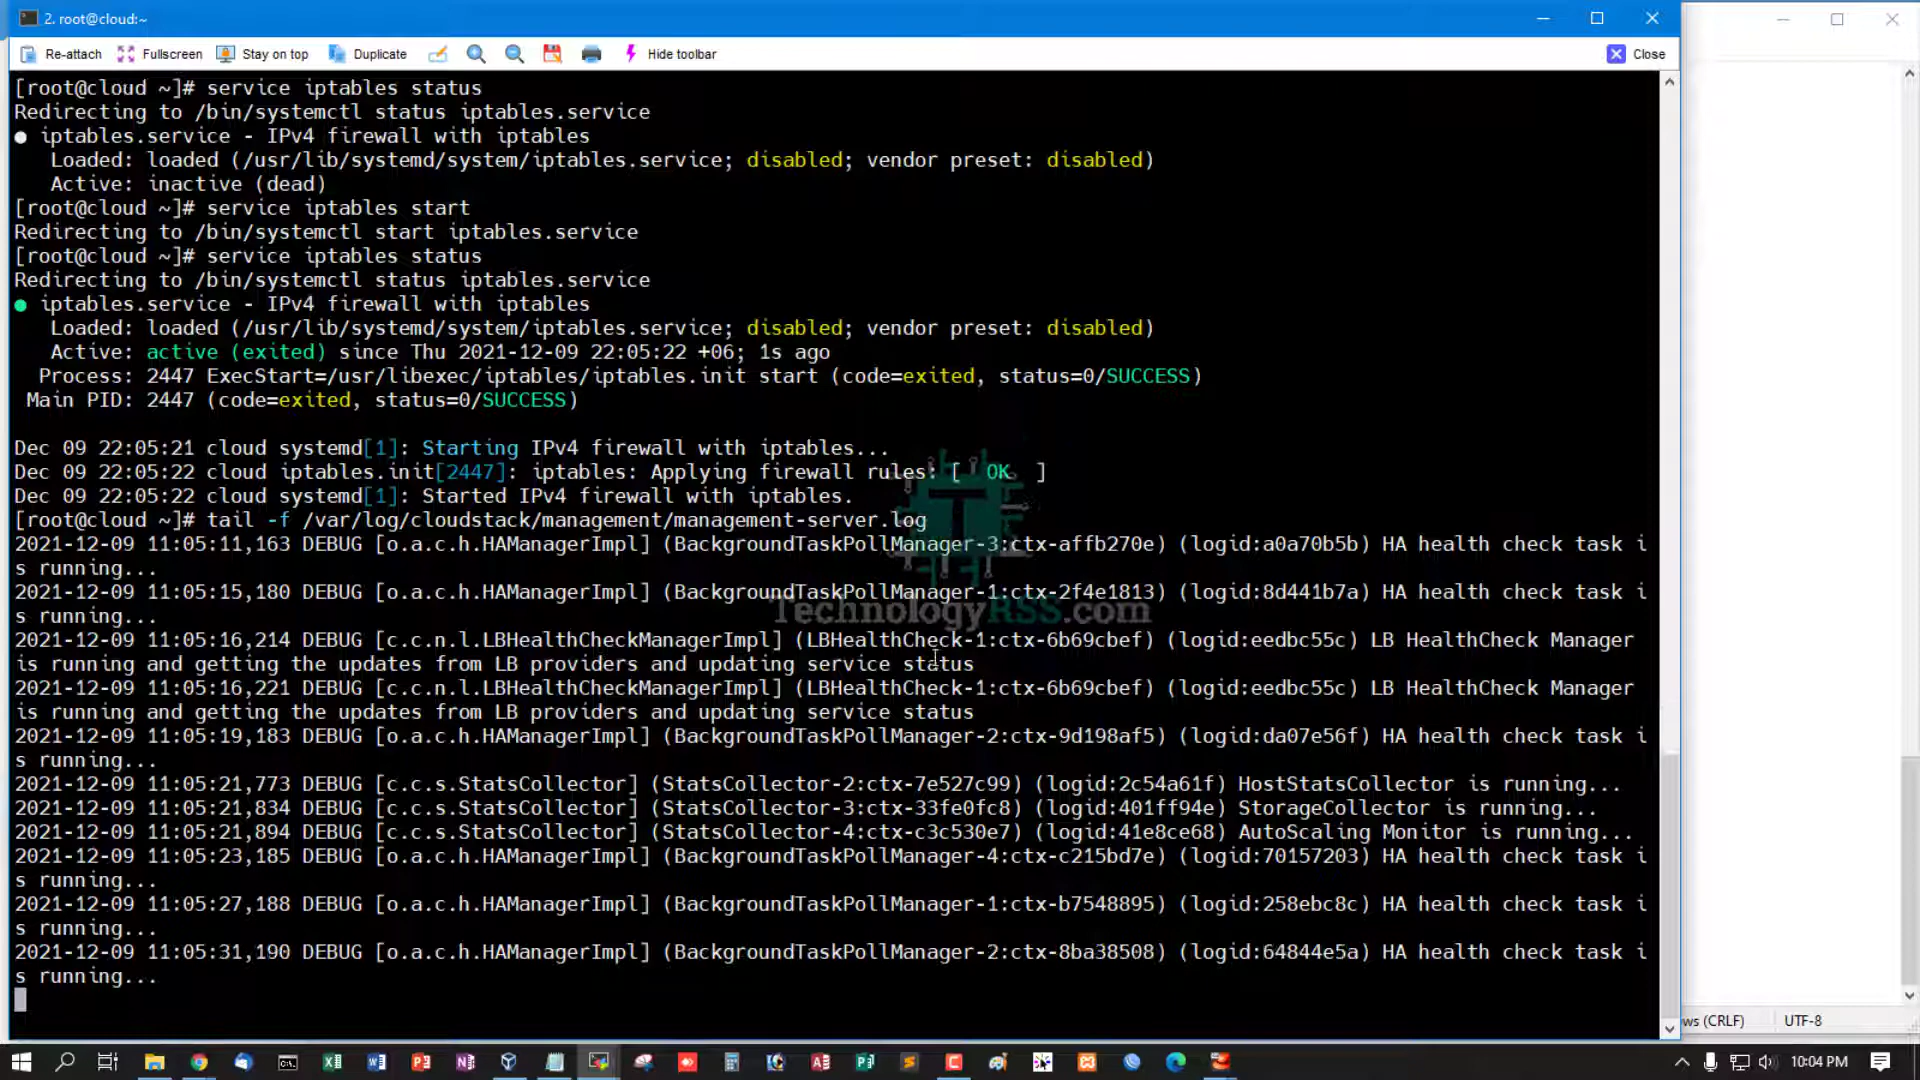 2. root@cloud:~
Re-attach Fullscreen Stay on top Duplicate Hide toolbar Close
[root@cloud ~]# service iptables status
Redirecting to /bin/systemctl status iptables.service
● iptables.service - IPv4 firewall with iptables
Loaded: loaded (/usr/lib/systemd/system/iptables.service; disabled; vendor preset: disabled)
Active: inactive (dead)
[root@cloud ~]# service iptables start
Redirecting to /bin/systemctl start iptables.service
[root@cloud ~]# service iptables status
Redirecting to /bin/systemctl status iptables.service
● iptables.service - IPv4 firewall with iptables
Loaded: loaded (/usr/lib/systemd/system/iptables.service; disabled; vendor preset: disabled)
Active: active (exited) since Thu 2021-12-09 22:05:22 +06; 1s ago
Process: 2447 ExecStart=/usr/libexec/iptables/iptables.init start (code=exited, status=0/SUCCESS)
Main PID: 2447 (code=exited, status=0/SUCCESS)
Dec 09 22:05:21 cloud systemd[1]: Starting IPv4 firewall with iptables...
Dec 09 22:05:22 cloud iptables.init[2447]: iptables: Applying firewall rules: [  OK  ]
Dec 09 22:05:22 cloud systemd[1]: Started IPv4 firewall with iptables.
[root@cloud ~]# tail -f /var/log/cloudstack/management/management-server.log
2021-12-09 11:05:11,163 DEBUG [o.a.c.h.HAManagerImpl] (BackgroundTaskPollManager-3:ctx-affb270e) (logid:a0a70b5b) HA health check task i
s running...
2021-12-09 11:05:15,180 DEBUG [o.a.c.h.HAManagerImpl] (BackgroundTaskPollManager-1:ctx-2f4e1813) (logid:8d441b7a) HA health check task i
s running...
TechnologyRSS.com
2021-12-09 11:05:16,214 DEBUG [c.c.n.l.LBHealthCheckManagerImpl] (LBHealthCheck-1:ctx-6b69cbef) (logid:eedbc55c) LB HealthCheck Manager
is running and getting the updates from LB providers and updating service status
2021-12-09 11:05:16,221 DEBUG [c.c.n.l.LBHealthCheckManagerImpl] (LBHealthCheck-1:ctx-6b69cbef) (logid:eedbc55c) LB HealthCheck Manager
is running and getting the updates from LB providers and updating service status
2021-12-09 11:05:19,183 DEBUG [o.a.c.h.HAManagerImpl] (BackgroundTaskPollManager-2:ctx-9d198af5) (logid:da07e56f) HA health check task i
s running...
2021-12-09 11:05:21,773 DEBUG [c.c.s.StatsCollector] (StatsCollector-2:ctx-7e527c99) (logid:2c54a61f) HostStatsCollector is running...
2021-12-09 11:05:21,834 DEBUG [c.c.s.StatsCollector] (StatsCollector-3:ctx-33fe0fc8) (logid:401ff94e) StorageCollector is running...
2021-12-09 11:05:21,894 DEBUG [c.c.s.StatsCollector] (StatsCollector-4:ctx-c3c530e7) (logid:41e8ce68) AutoScaling Monitor is running...
2021-12-09 11:05:23,185 DEBUG [o.a.c.h.HAManagerImpl] (BackgroundTaskPollManager-4:ctx-c215bd7e) (logid:70157203) HA health check task i
s running...
2021-12-09 11:05:27,188 DEBUG [o.a.c.h.HAManagerImpl] (BackgroundTaskPollManager-1:ctx-b7548895) (logid:258ebc8c) HA health check task i
s running...
2021-12-09 11:05:31,190 DEBUG [o.a.c.h.HAManagerImpl] (BackgroundTaskPollManager-2:ctx-8ba38508) (logid:64844e5a) HA health check task i
s running...
ws (CRLF) UTF-8
10:04 PM